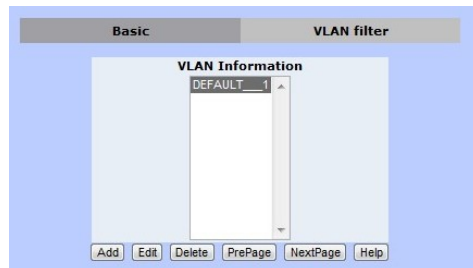 Basic VLAN filter
VLAN Information
DEFAULT___1
Add Edit Delete PrePage NextPage Help